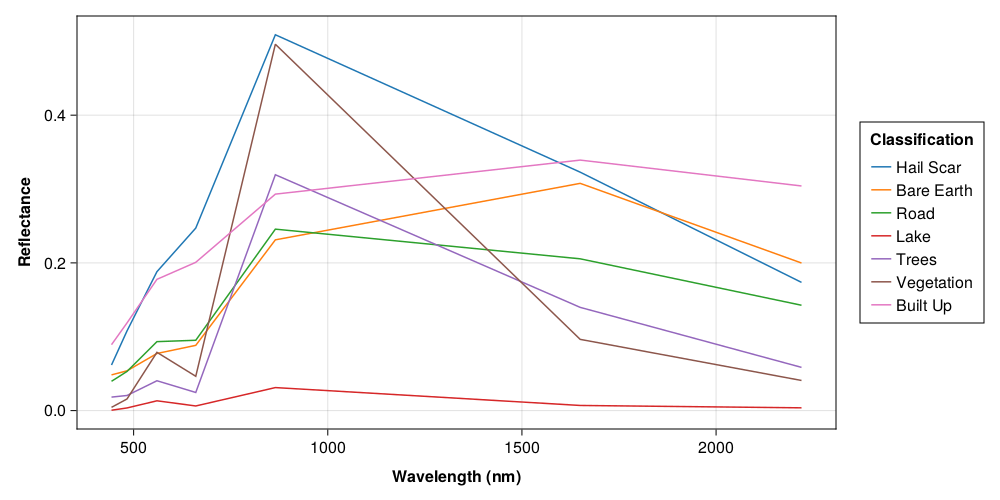 0.4
0.2
0.0
Reflectance
500
1000
1500
2000
Wavelength (nm)
Classification
Hail Scar
Bare Earth
Road
Lake
Trees
Vegetation
Built Up